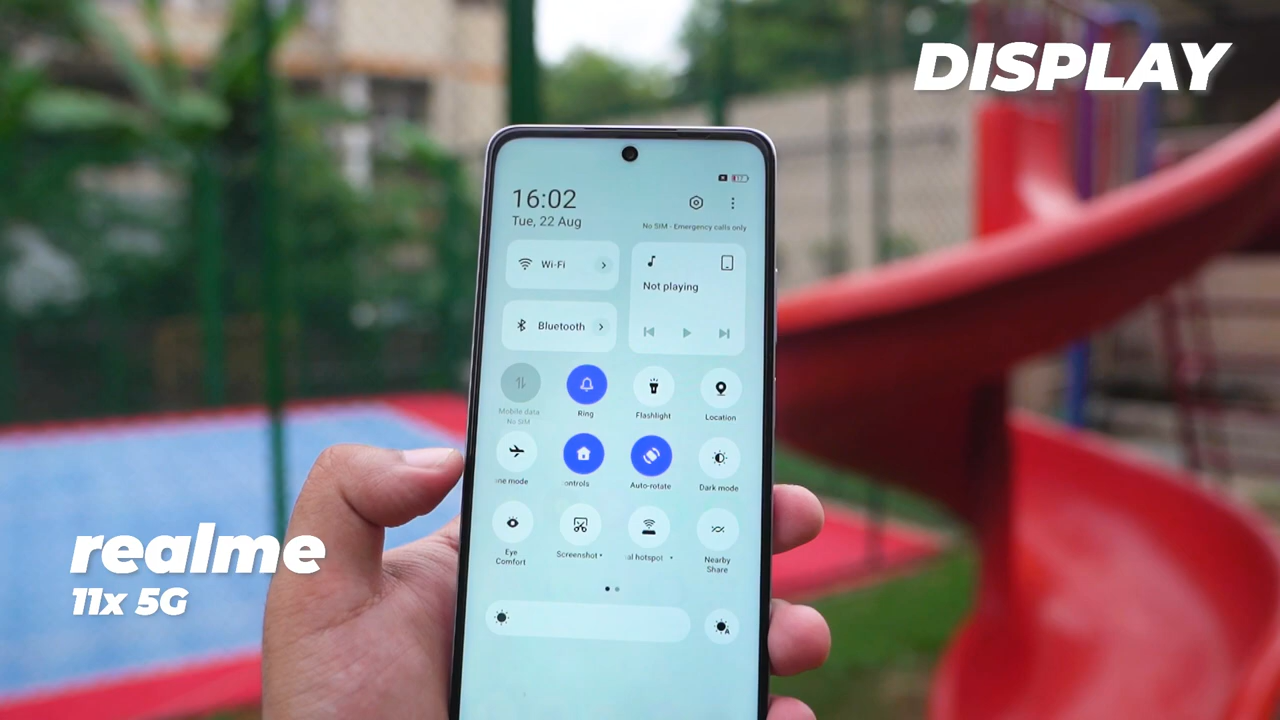 DISPLAY
16:02
Tue, 22 Aug
No SIM - Emergency calls only
Wi-Fi
Not playing
Bluetooth
Mobile data
No SIM
Ring
Flashlight
Location
ne mode
ontrols
Auto-rotate
Dark mode
Eye
Comfort
Screenshot
al hotspot
Nearby
Share
realme
11x 5G